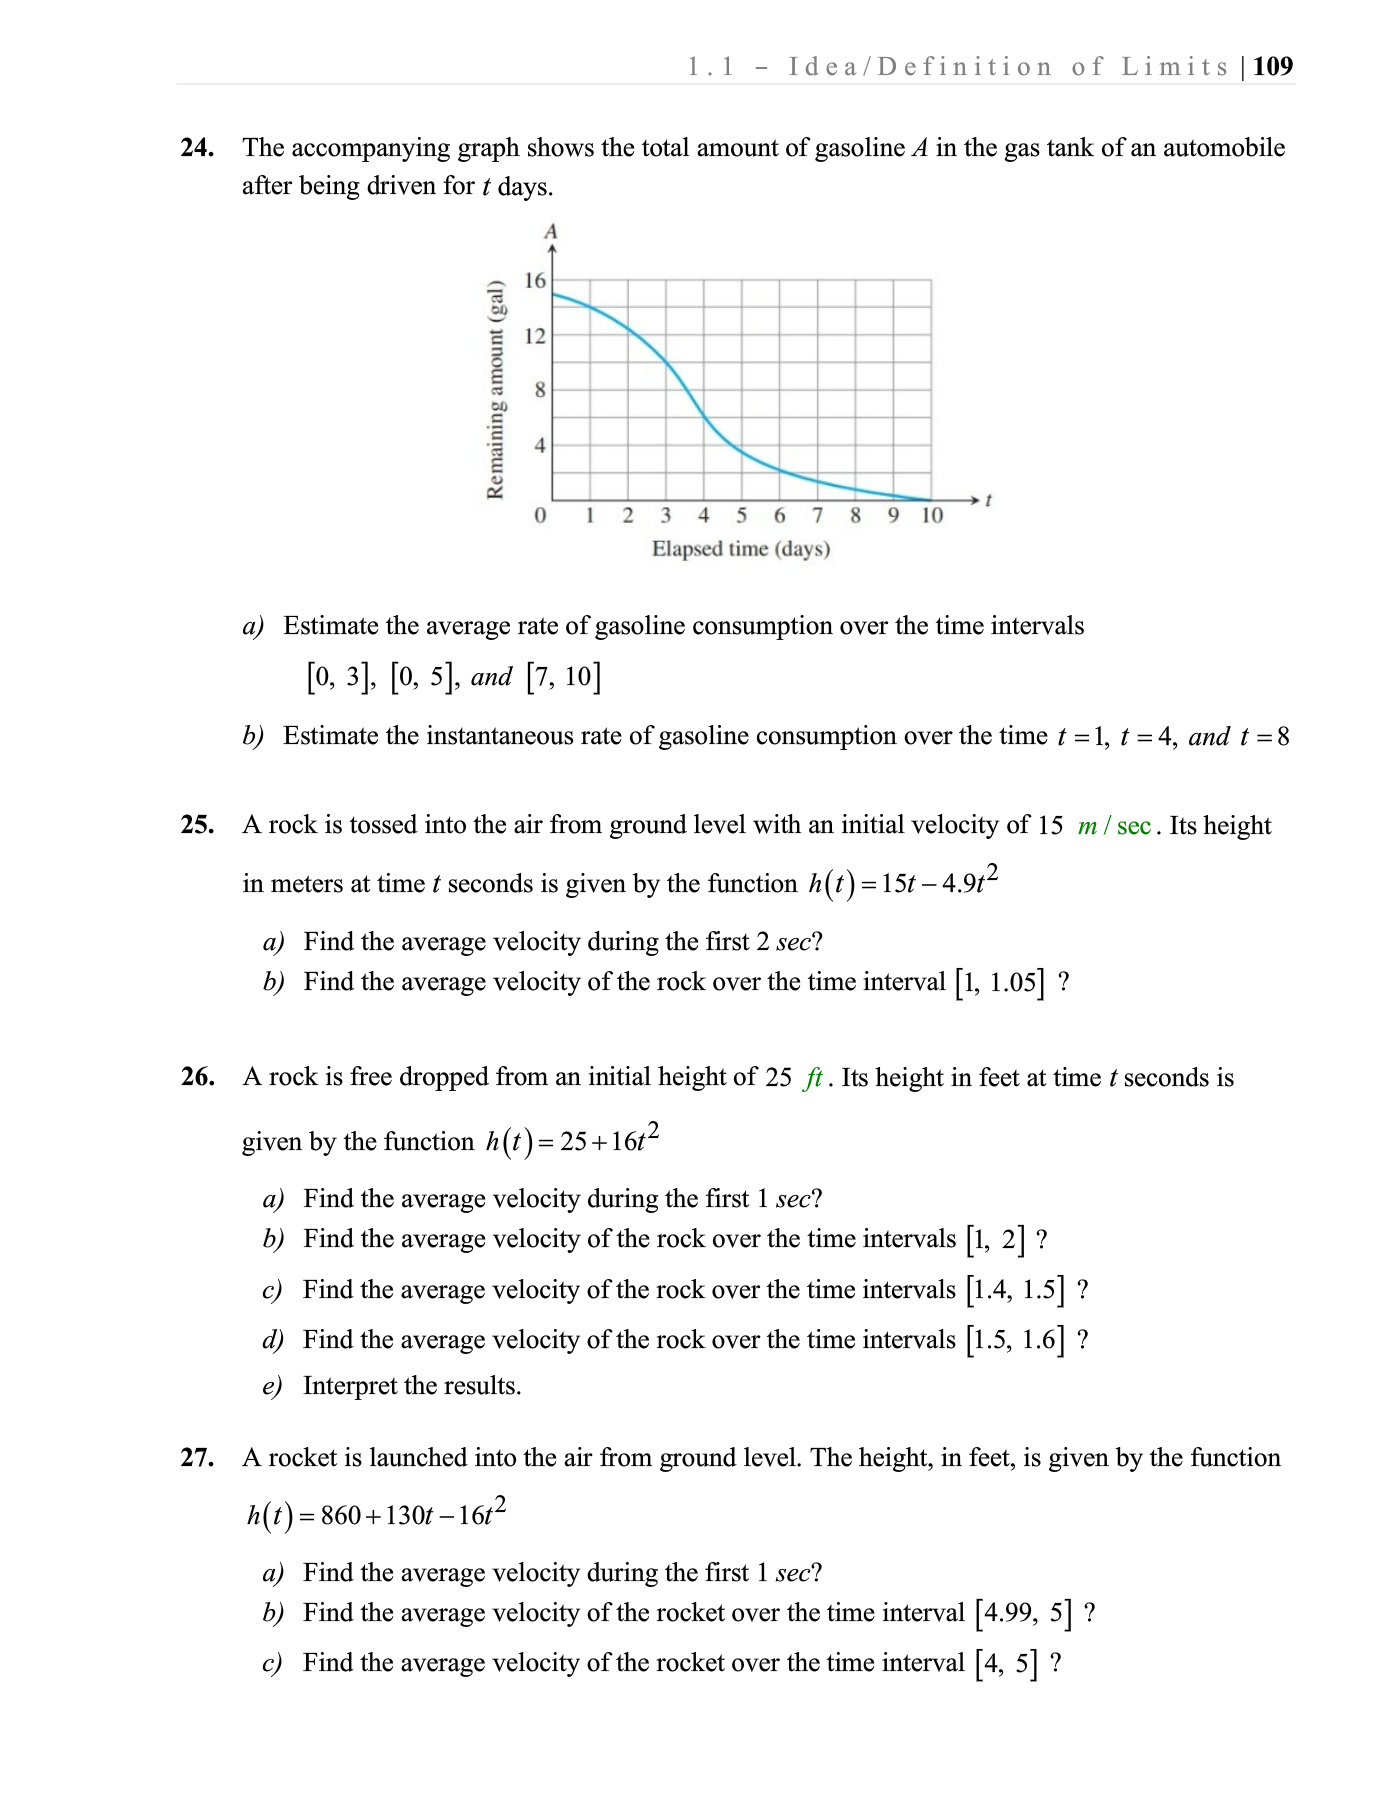 1.1 – Idea/Definition of Limits | 109
24. The accompanying graph shows the total amount of gasoline A in the gas tank of an automobile
after being driven for t days.
A
Remaining amount (gal)
16
12
8
4
0 1 2 3 4 5 6 7 8 9 10
t
Elapsed time (days)
a) Estimate the average rate of gasoline consumption over the time intervals
[0, 3], [0, 5], and [7, 10]
b) Estimate the instantaneous rate of gasoline consumption over the time t = 1, t = 4, and t = 8
25. A rock is tossed into the air from ground level with an initial velocity of 15 m / sec. Its height
in meters at time t seconds is given by the function h(t) = 15t – 4.9t²
a) Find the average velocity during the first 2 sec?
b) Find the average velocity of the rock over the time interval [1, 1.05] ?
26. A rock is free dropped from an initial height of 25 ft. Its height in feet at time t seconds is
given by the function h(t) = 25 + 16t²
a) Find the average velocity during the first 1 sec?
b) Find the average velocity of the rock over the time intervals [1, 2] ?
c) Find the average velocity of the rock over the time intervals [1.4, 1.5] ?
d) Find the average velocity of the rock over the time intervals [1.5, 1.6] ?
e) Interpret the results.
27. A rocket is launched into the air from ground level. The height, in feet, is given by the function
h(t) = 860 + 130t – 16t²
a) Find the average velocity during the first 1 sec?
b) Find the average velocity of the rocket over the time interval [4.99, 5] ?
c) Find the average velocity of the rocket over the time interval [4, 5] ?